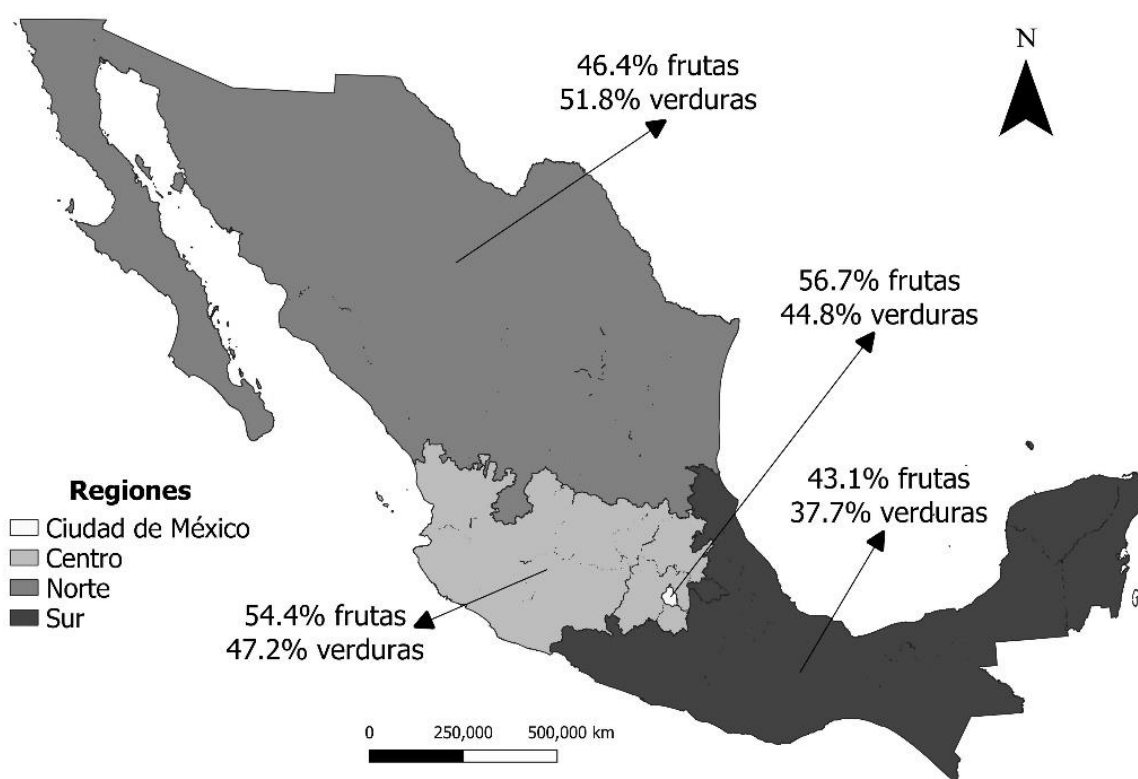 N
46.4% frutas
51.8% verduras
56.7% frutas
44.8% verduras
43.1% frutas
37.7% verduras
Regiones
Ciudad de México
Centro
Norte
Sur
54.4% frutas
47.2% verduras
0 250,000 500,000 km